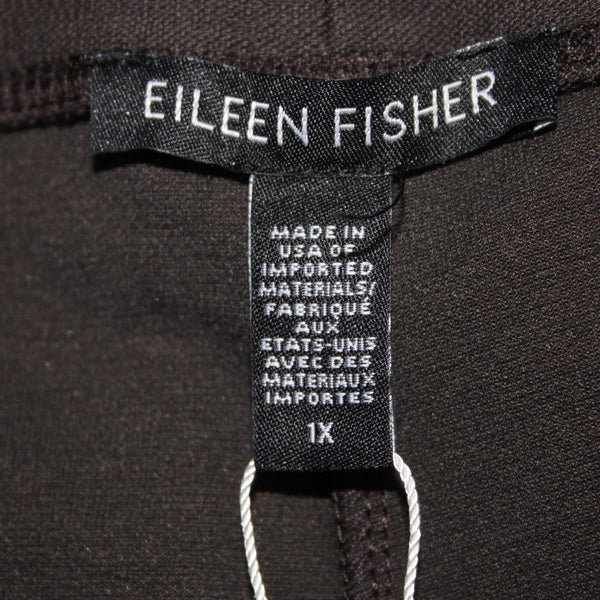 EILEEN FISHER
MADE IN
USA OF
IMPORTED
MATERIALS/
FABRIQUÉ
AUX
ETATS-UNIS
AVEC DES
MATERIAUX
IMPORTES
1X